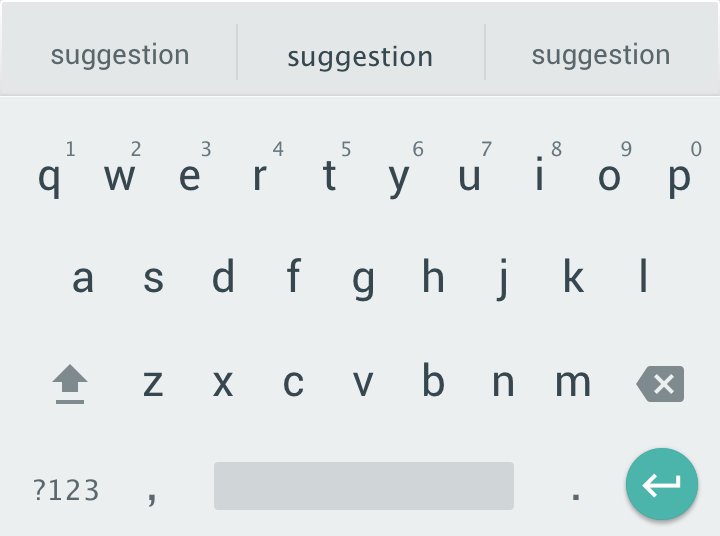 suggestion suggestion suggestion
1 2 3 4 5 6 7 8 9 0
q w e r t y u i o p
a s d f g h j k l
z x c v b n m
?123 , .